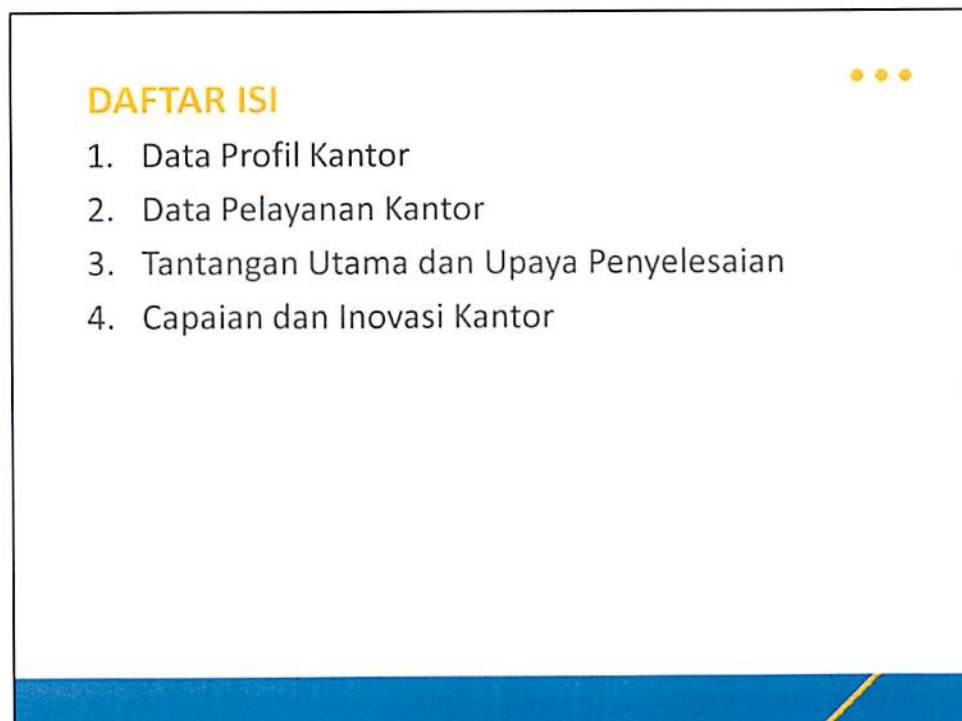 DAFTAR ISI
1. Data Profil Kantor
2. Data Pelayanan Kantor
3. Tantangan Utama dan Upaya Penyelesaian
4. Capaian dan Inovasi Kantor